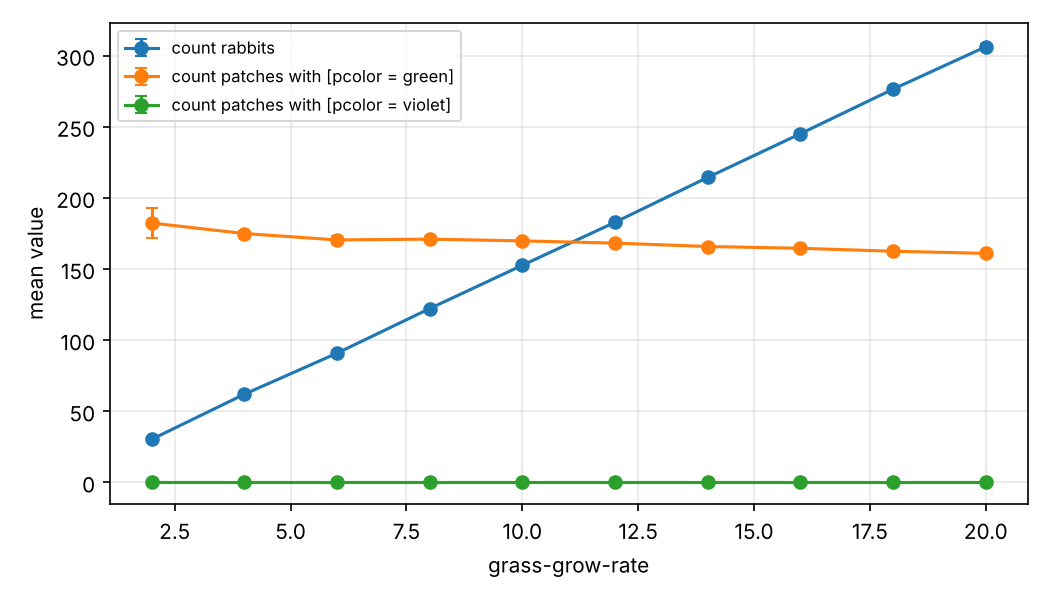 count rabbits
count patches with [pcolor = green]
count patches with [pcolor = violet]
300
250
200
150
100
50
0
mean value
2.5 5.0 7.5 10.0 12.5 15.0 17.5 20.0
grass-grow-rate